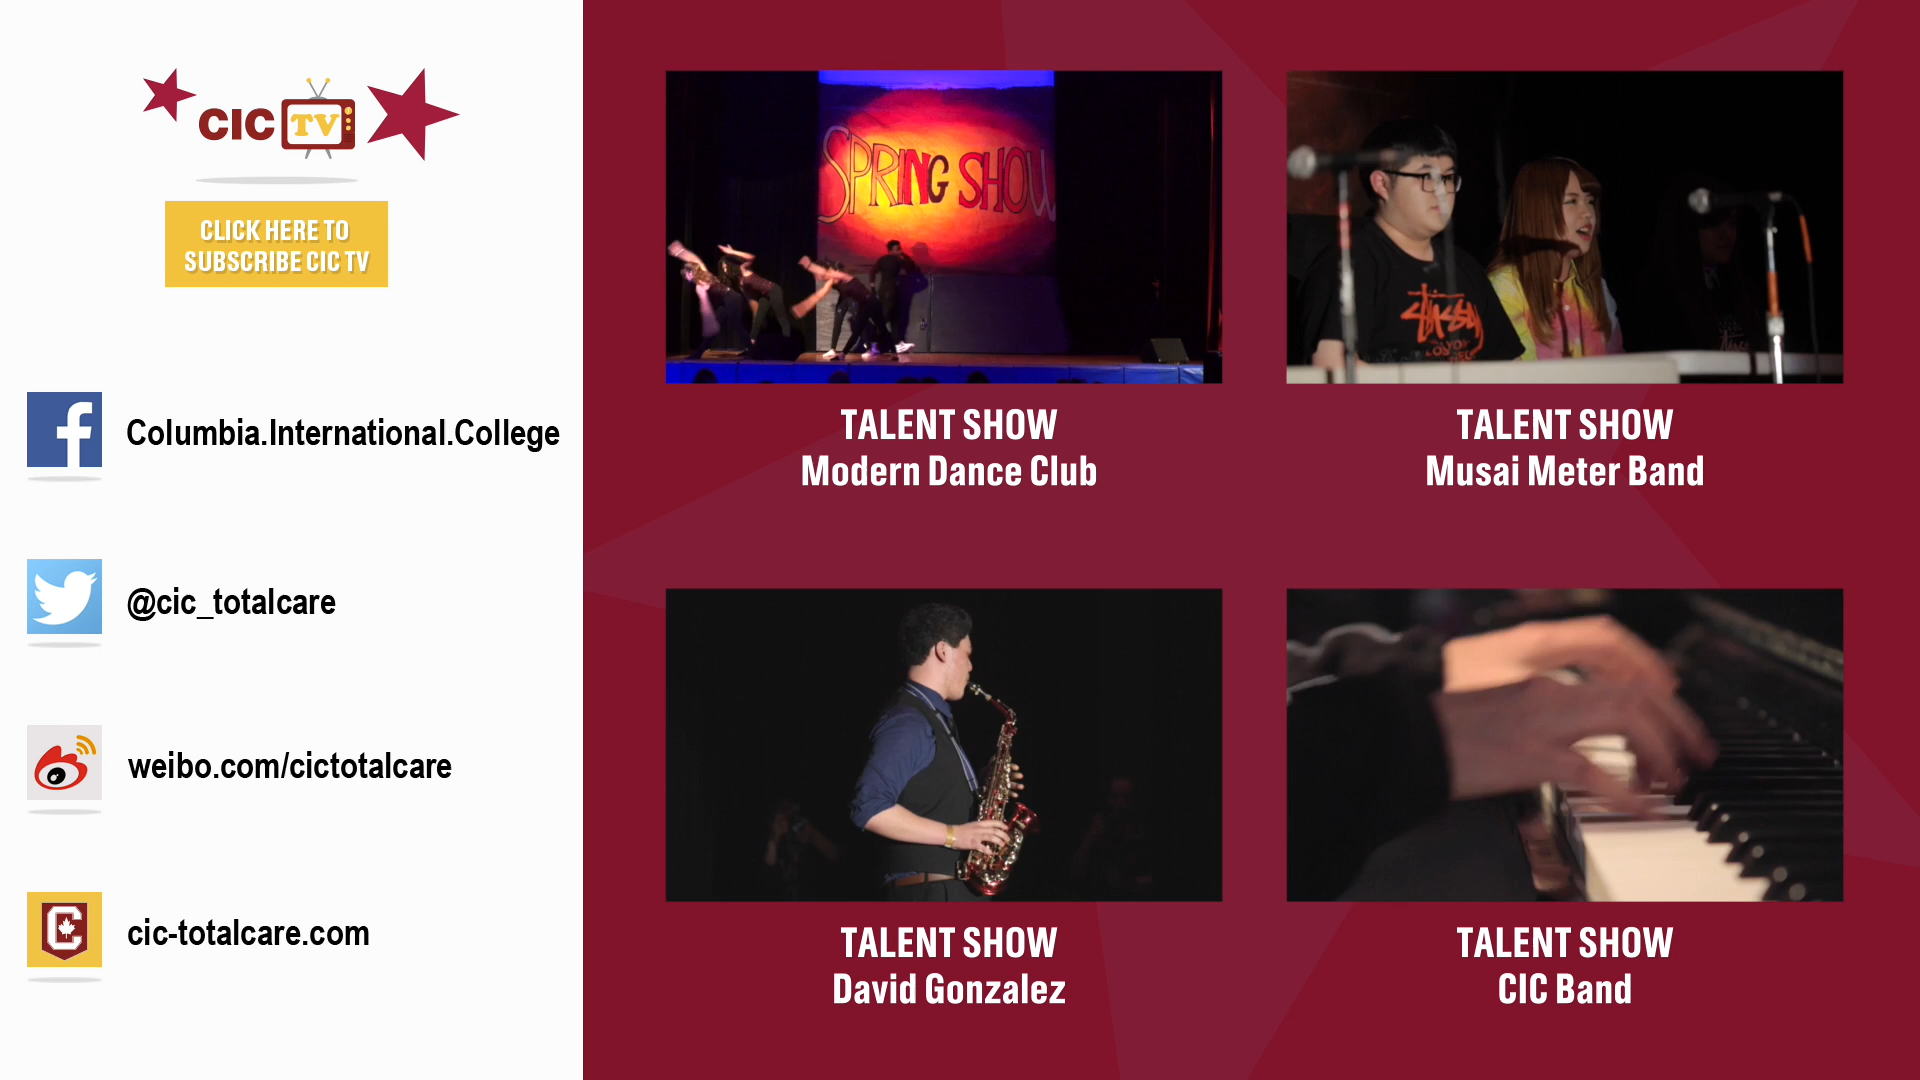 CIC TV
CLICK HERE TO
SUBSCRIBE CIC TV
Columbia.International.College
@cic_totalcare
weibo.com/cictotalcare
cic-totalcare.com
SPRING SHOW
TALENT SHOW
Modern Dance Club
STUSSY
TALENT SHOW
Musai Meter Band
TALENT SHOW
David Gonzalez
TALENT SHOW
CIC Band